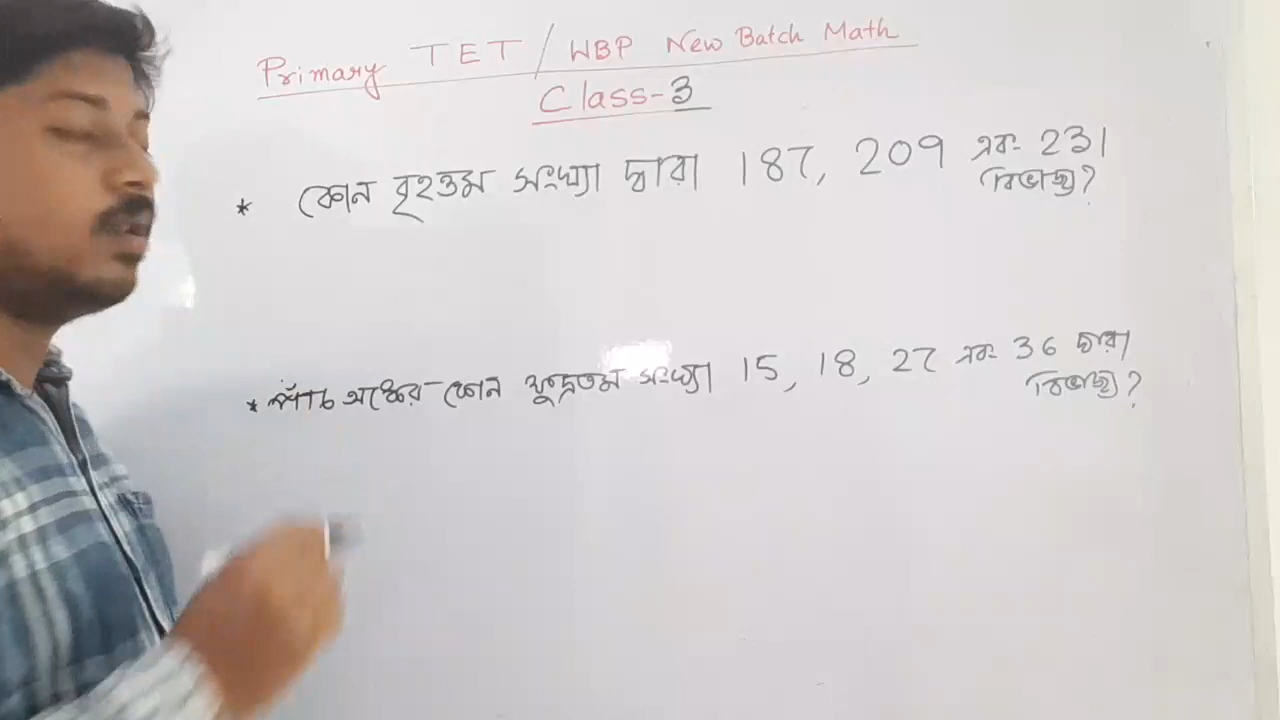 Primary TET/WBP New Batch Math
Class-3
* কোন বৃহত্তম সংখ্যা দ্বারা 187, 209 এবং 231
বিভাজ্য?
* পাঁচ অঙ্কের কোন ক্ষুদ্রতম সংখ্যা 15, 18, 27 এবং 36 দ্বারা
বিভাজ্য?